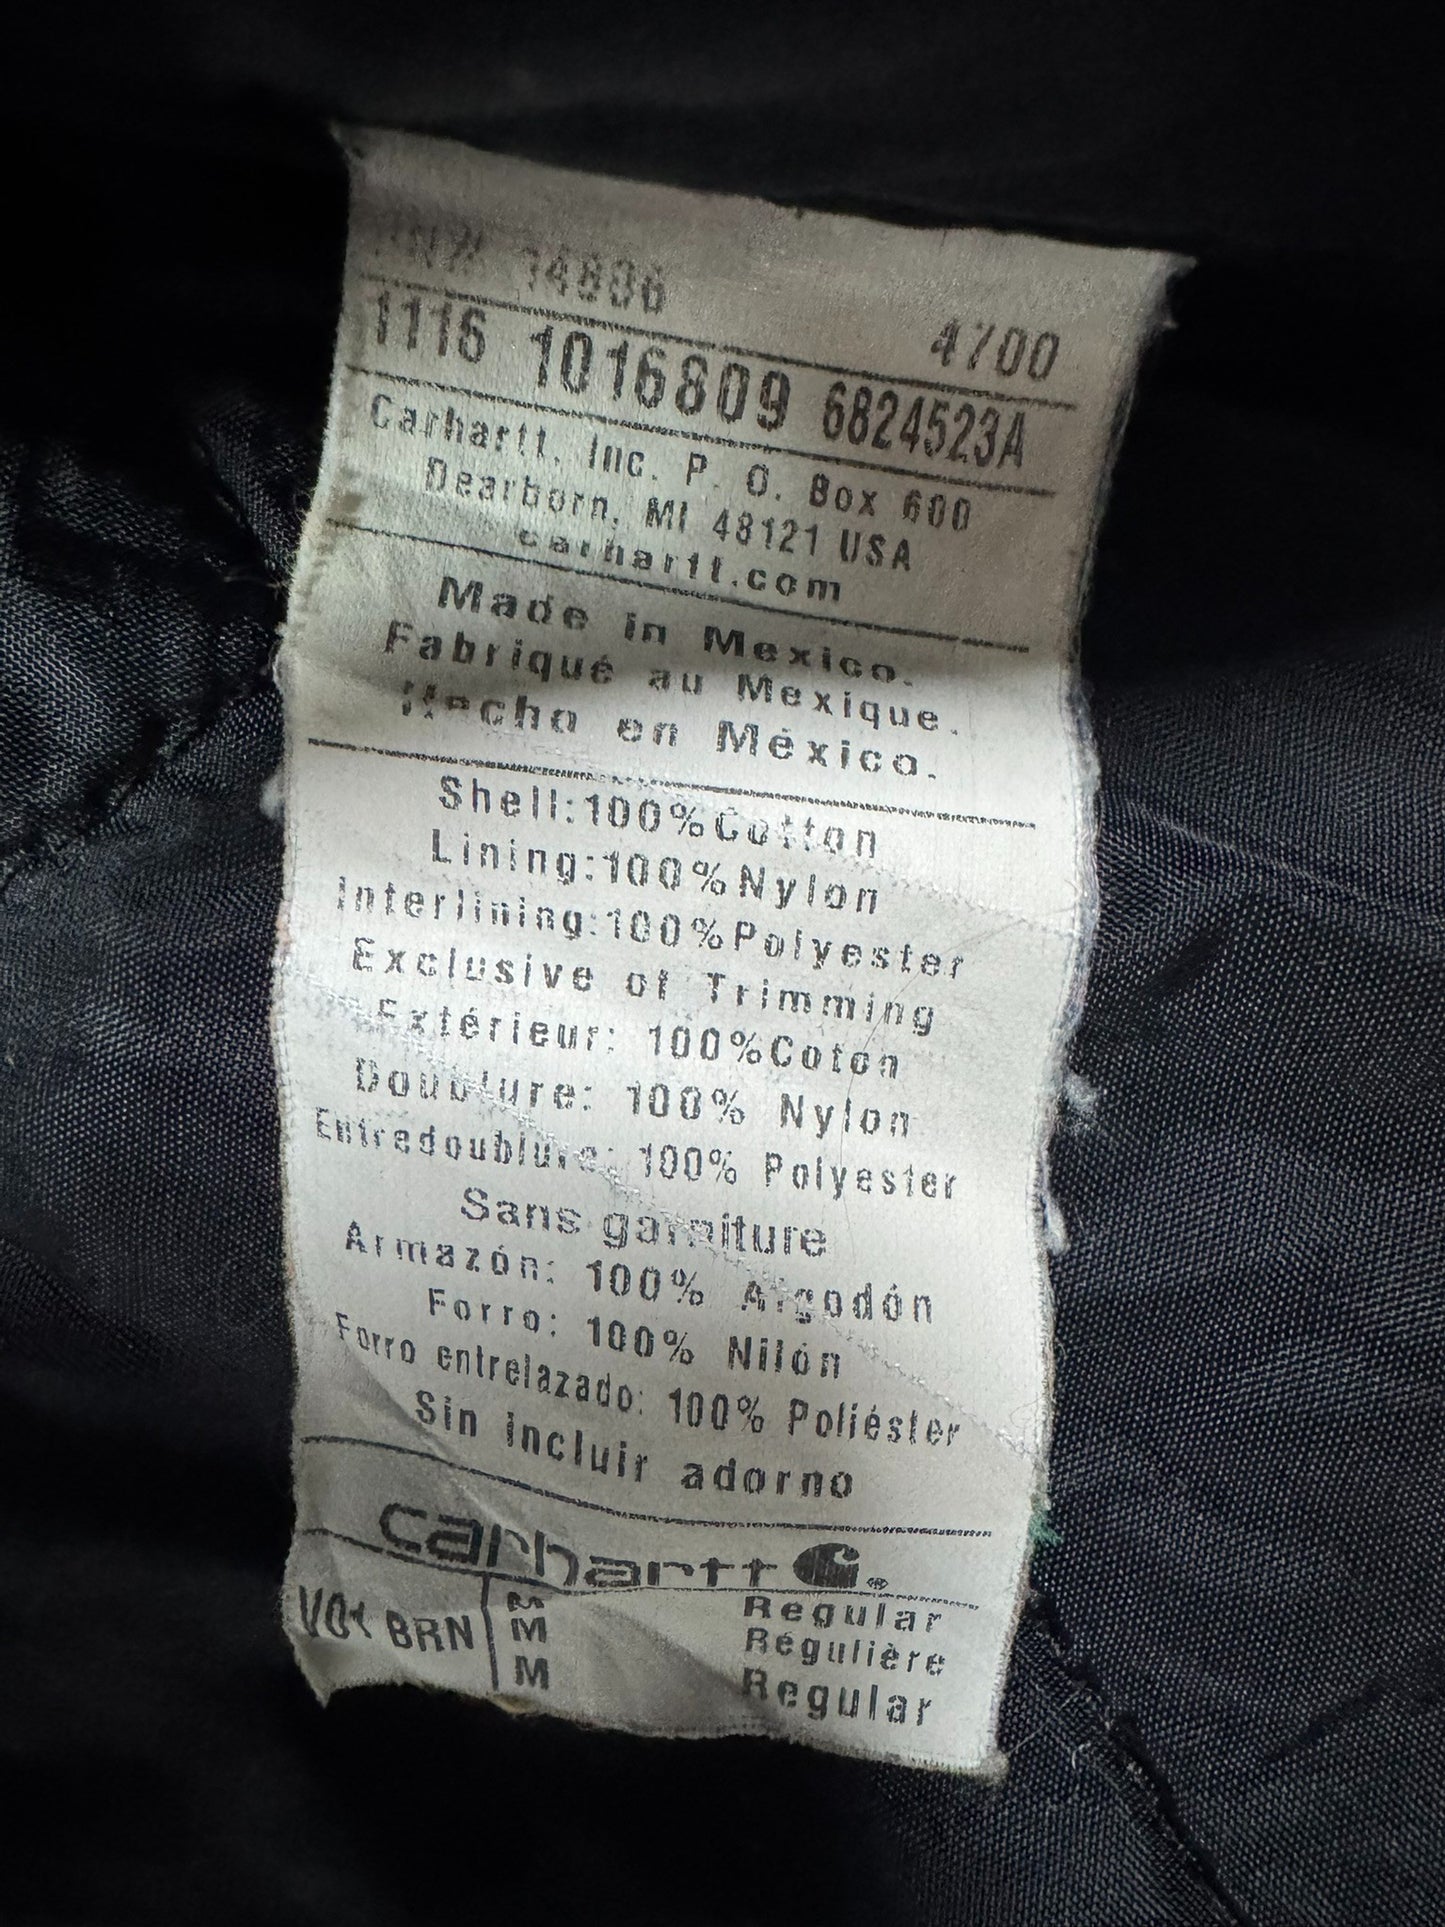 RN# 14806
4700
1116 1016809 6824523A
Carhartt, Inc. P. O. Box 600
Dearborn, MI 48121 USA
carhartt.com
Made in Mexico.
Fabriqué au Mexique.
Hecho en México.
Shell:100%Cotton
Lining:100%Nylon
Interlining:100%Polyester
Exclusive of Trimming
Extérieur: 100%Coton
Doublure: 100% Nylon
Entredoublure: 100% Polyester
Sans garniture
Armazón: 100% Algodón
Forro: 100% Nilón
Forro entrelazado: 100% Poliéster
Sin incluir adorno
carhartt ®
V01 BRN
M Regular
M Régulière
M Regular